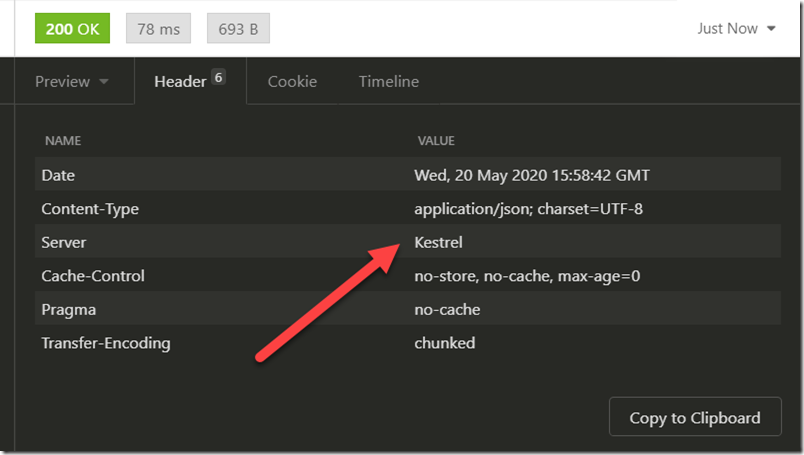 200 OK 78 ms 693 B Just Now
Preview Header 6 Cookie Timeline
NAME VALUE
Date Wed, 20 May 2020 15:58:42 GMT
Content-Type application/json; charset=UTF-8
Server Kestrel
Cache-Control no-store, no-cache, max-age=0
Pragma no-cache
Transfer-Encoding chunked
Copy to Clipboard